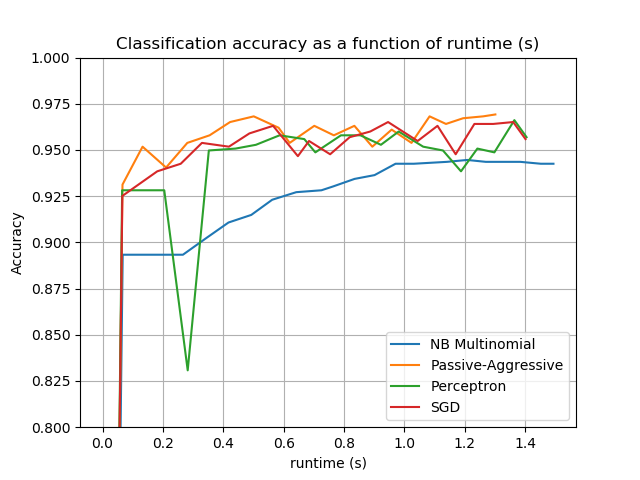 Classification accuracy as a function of runtime (s)
1.000
0.975
0.950
0.925
0.900
0.875
0.850
0.825
0.800
Accuracy
NB Multinomial
Passive-Aggressive
Perceptron
SGD
0.0 0.2 0.4 0.6 0.8 1.0 1.2 1.4
runtime (s)